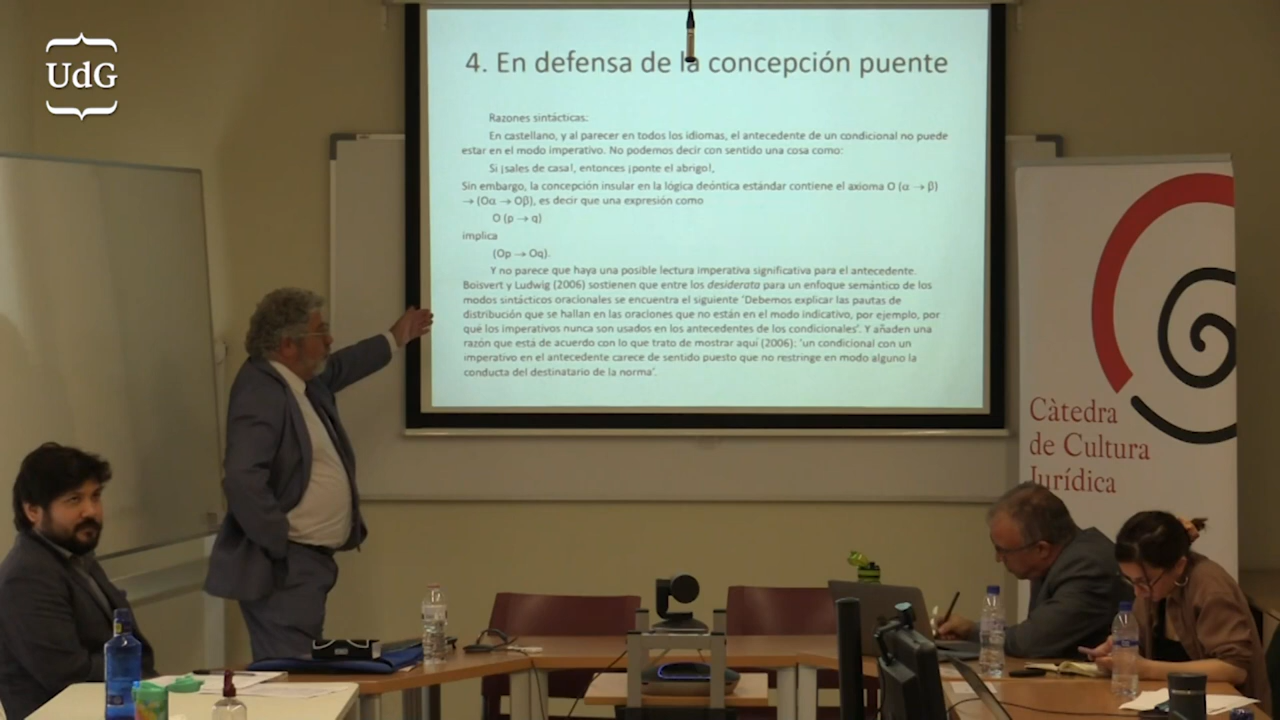 UdG
4. En defensa de la concepción puente
Razones sintácticas:
En castellano, y al parecer en todos los idiomas, el antecedente de un condicional no puede
estar en el modo imperativo. No podemos decir con sentido una cosa como:
Si ¡sales de casa!, entonces ¡ponte el abrigo!,
Sin embargo, la concepción insular en la lógica deóntica estándar contiene el axioma O (α → β)
→ (Oα → Oβ), es decir que una expresión como
O (p → q)
implica
(Op → Oq).
Y no parece que haya una posible lectura imperativa significativa para el antecedente.
Boisvert y Ludwig (2006) sostienen que entre los desiderata para un enfoque semántico de los
modos sintácticos oracionales se encuentra el siguiente 'Debemos explicar las pautas de
distribución que se hallan en las oraciones que no están en el modo indicativo, por ejemplo, por
qué los imperativos nunca son usados en los antecedentes de los condicionales'. Y añaden una
razón que está de acuerdo con lo que trato de mostrar aquí (2006): 'un condicional con un
imperativo en el antecedente carece de sentido puesto que no restringe en modo alguno la
conducta del destinatario de la norma'.
Càtedra
de Cultura
Jurídica